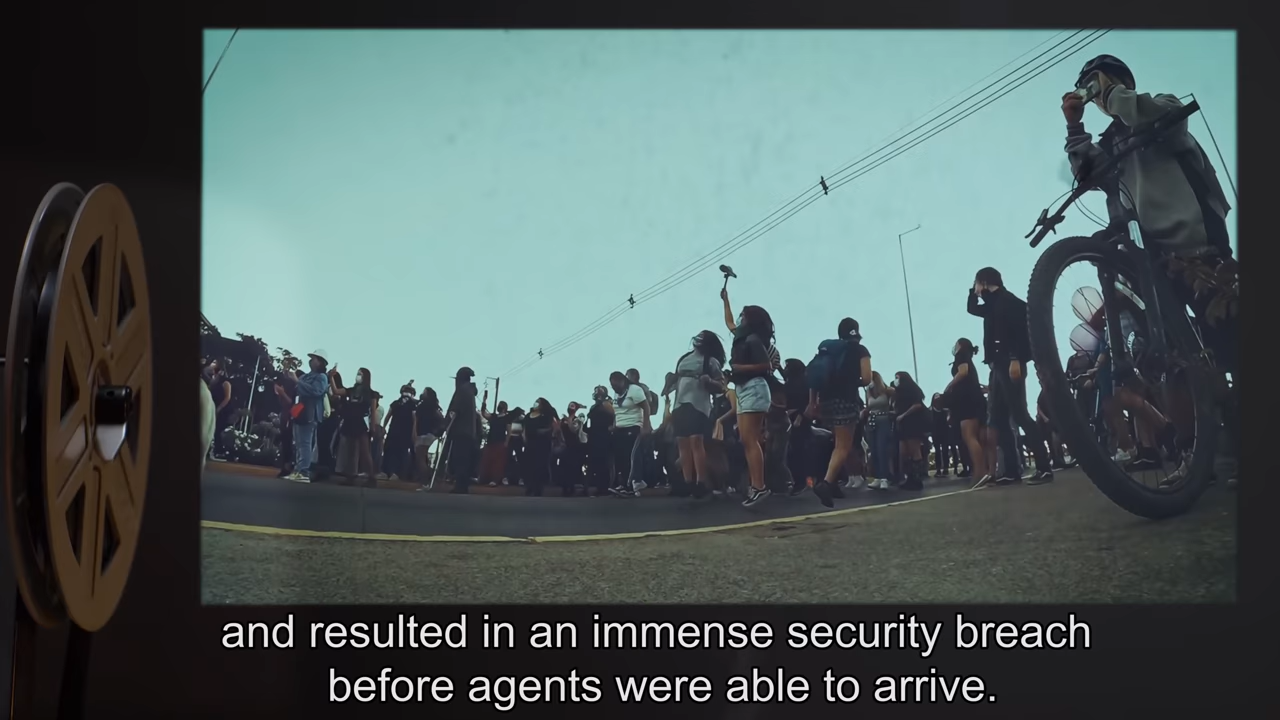 and resulted in an immense security breach
before agents were able to arrive.